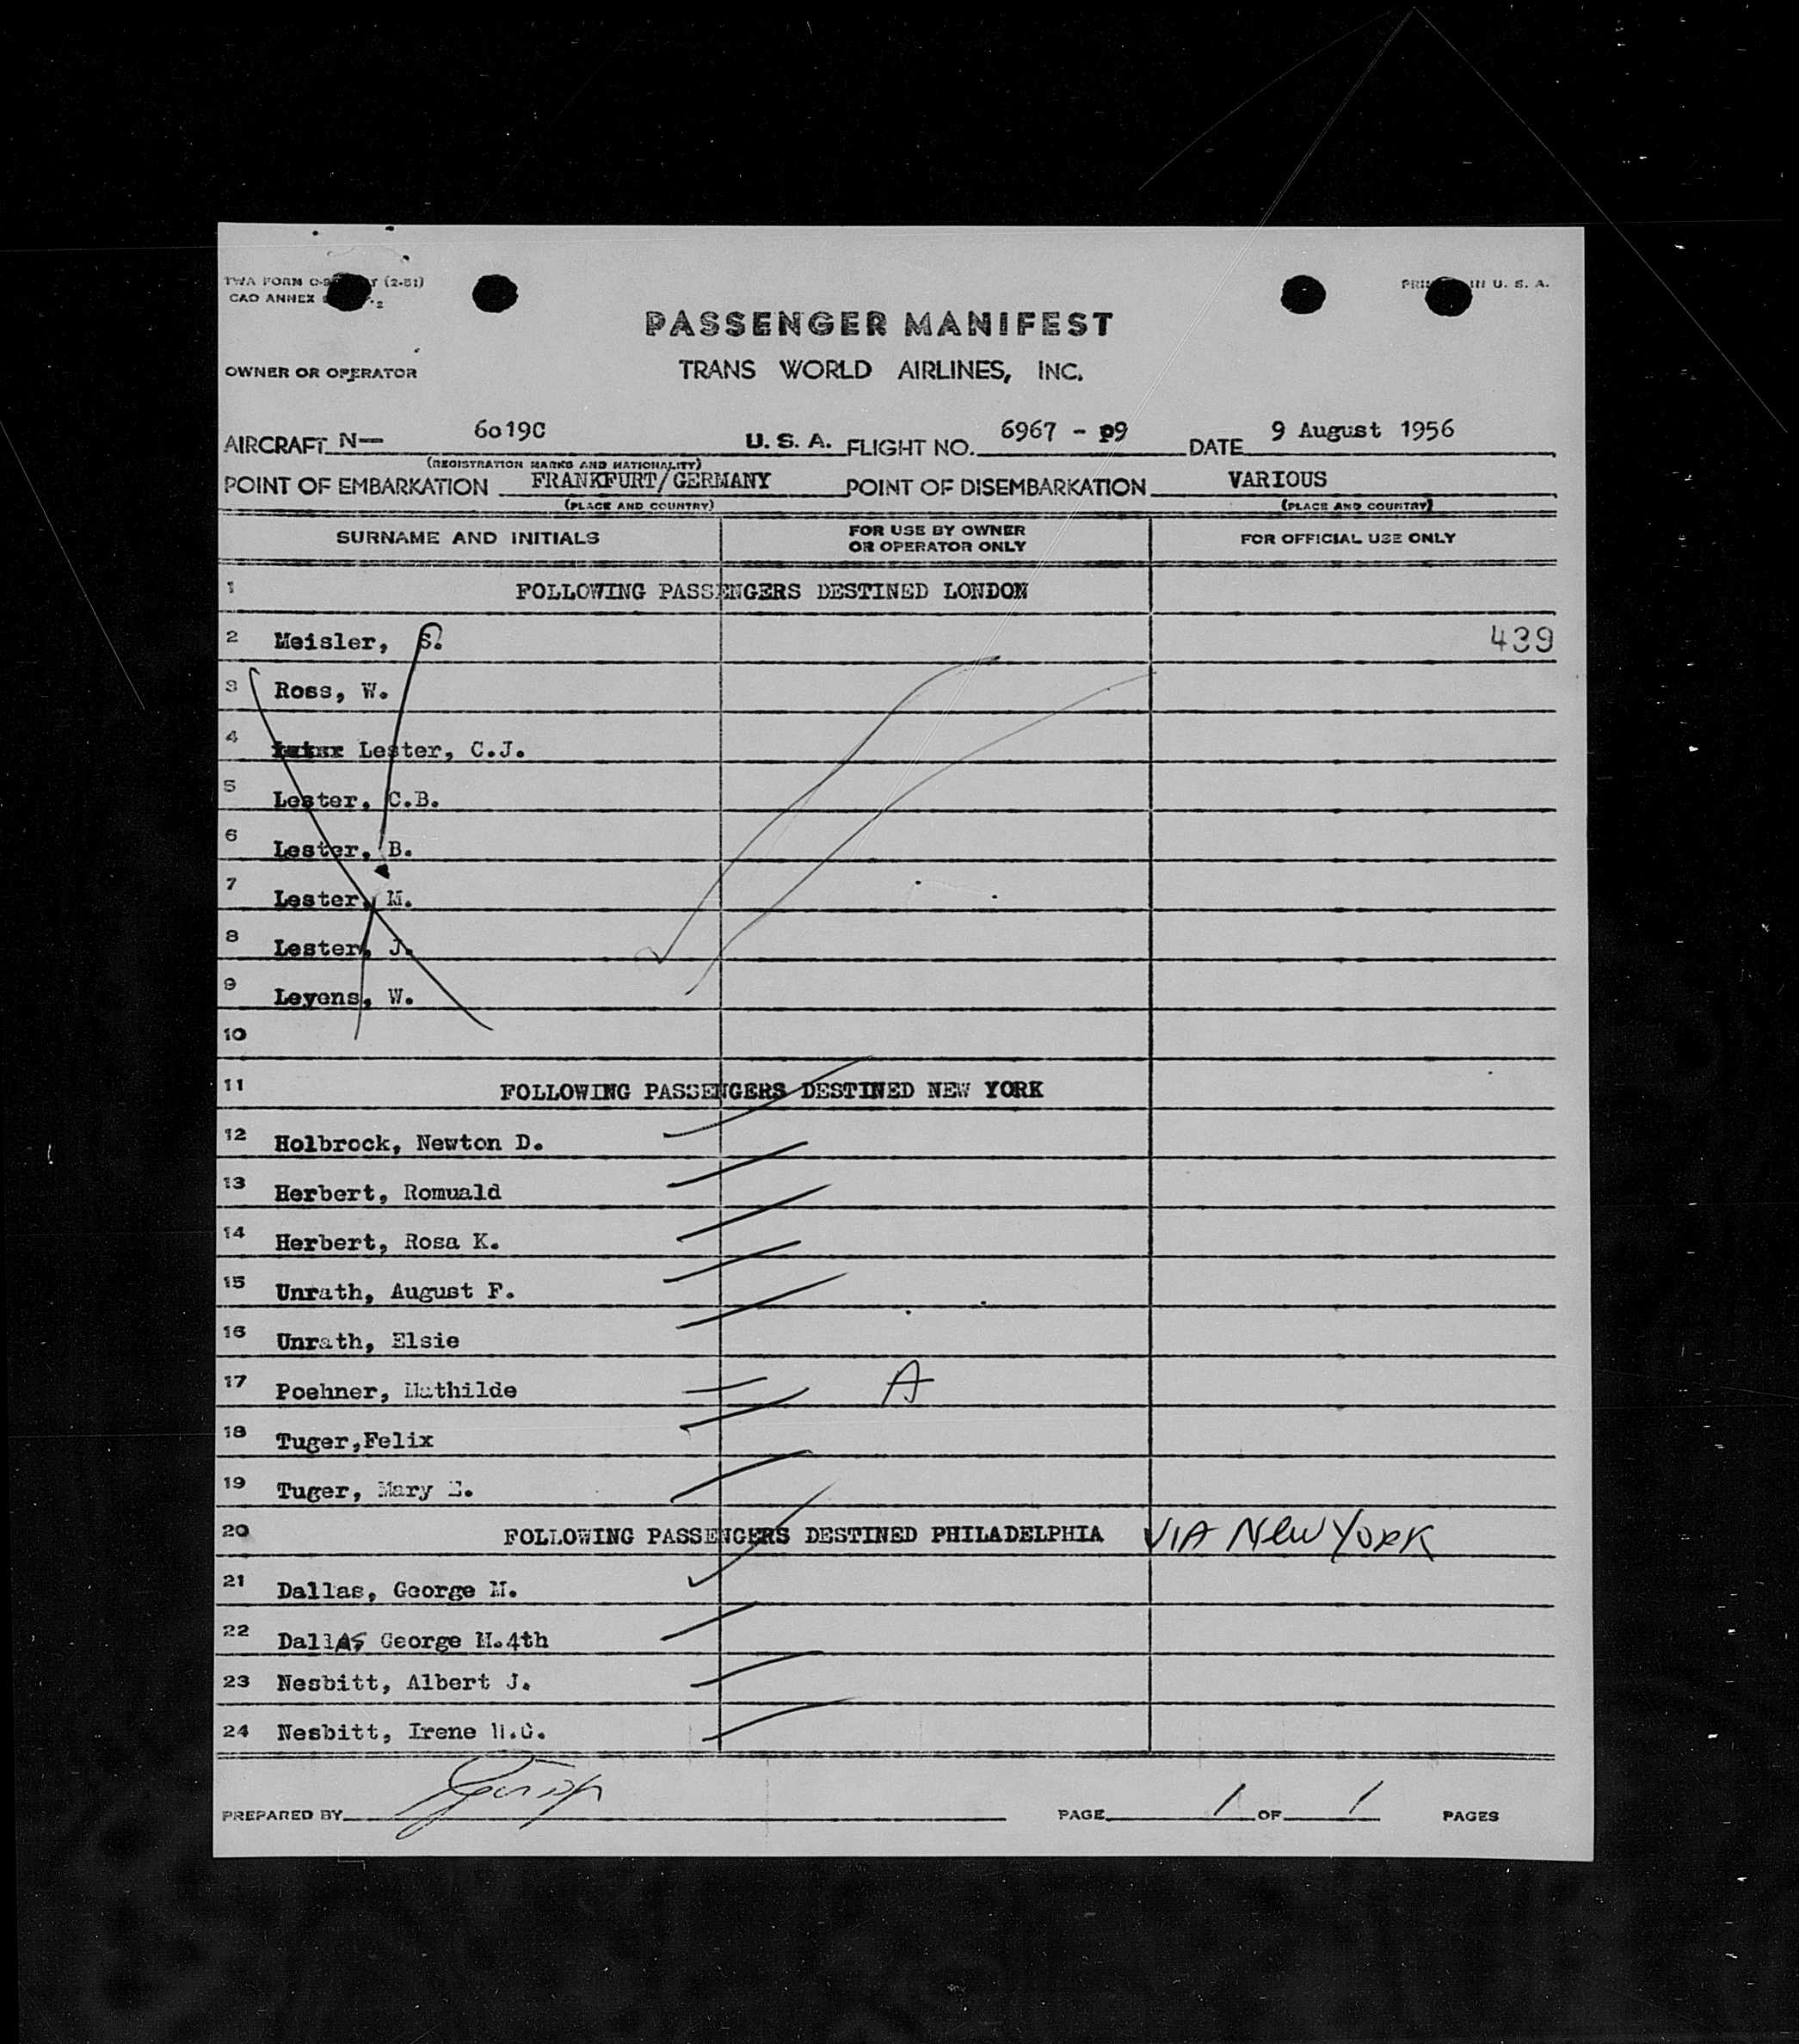 TWA FORM (2-51)
CAO ANNEX
PRINTED IN U. S. A.
PASSENGER MANIFEST
OWNER OR OPERATOR TRANS WORLD AIRLINES, INC.
AIRCRAFT N— 6019C U. S. A. FLIGHT NO. 6967 - p9 DATE 9 August 1956
(REGISTRATION MARKS AND NATIONALITY)
POINT OF EMBARKATION FRANKFURT/GERMANY POINT OF DISEMBARKATION VARIOUS
(PLACE AND COUNTRY) (PLACE AND COUNTRY)
SURNAME AND INITIALS FOR USE BY OWNER OR OPERATOR ONLY FOR OFFICIAL USE ONLY
1 FOLLOWING PASSENGERS DESTINED LONDON
2 Meisler, S. 439
3 Ross, W.
4 Lester, C.J.
5 Lester, C.B.
6 Lester, B.
7 Lester, M.
8 Lester, J.
9 Leyens, W.
10
11 FOLLOWING PASSENGERS DESTINED NEW YORK
12 Holbrock, Newton D.
13 Herbert, Romuald
14 Herbert, Rosa K.
15 Unrath, August F.
16 Unrath, Elsie
17 Poehner, Mathilde A
18 Tuger,Felix
19 Tuger, Mary E.
20 FOLLOWING PASSENGERS DESTINED PHILADELPHIA VIA New YORK
21 Dallas, George M.
22 DallAS George M.4th
23 Nesbitt, Albert J.
24 Nesbitt, Irene
PREPARED BY PAGE 1 OF 1 PAGES